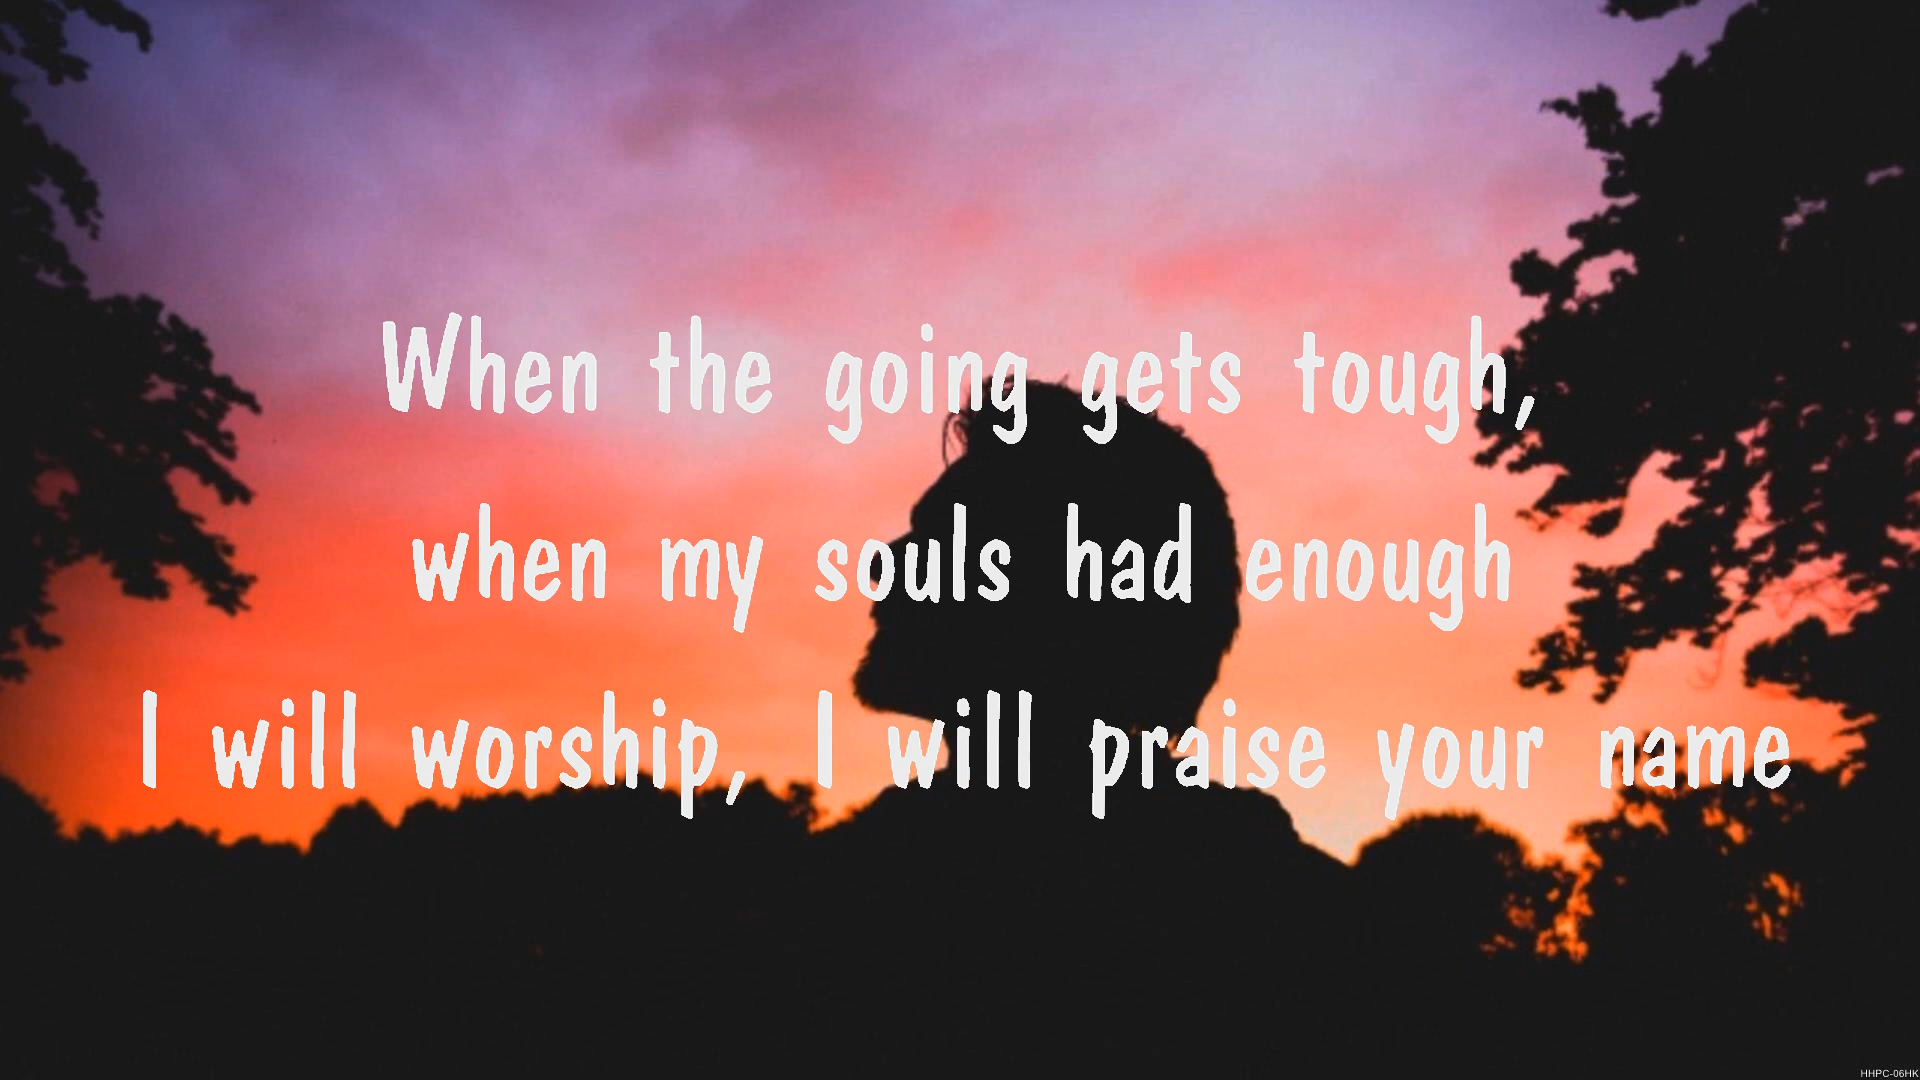 When the going gets tough,
when my souls had enough
I will worship, I will praise your name
HHPC-06HK